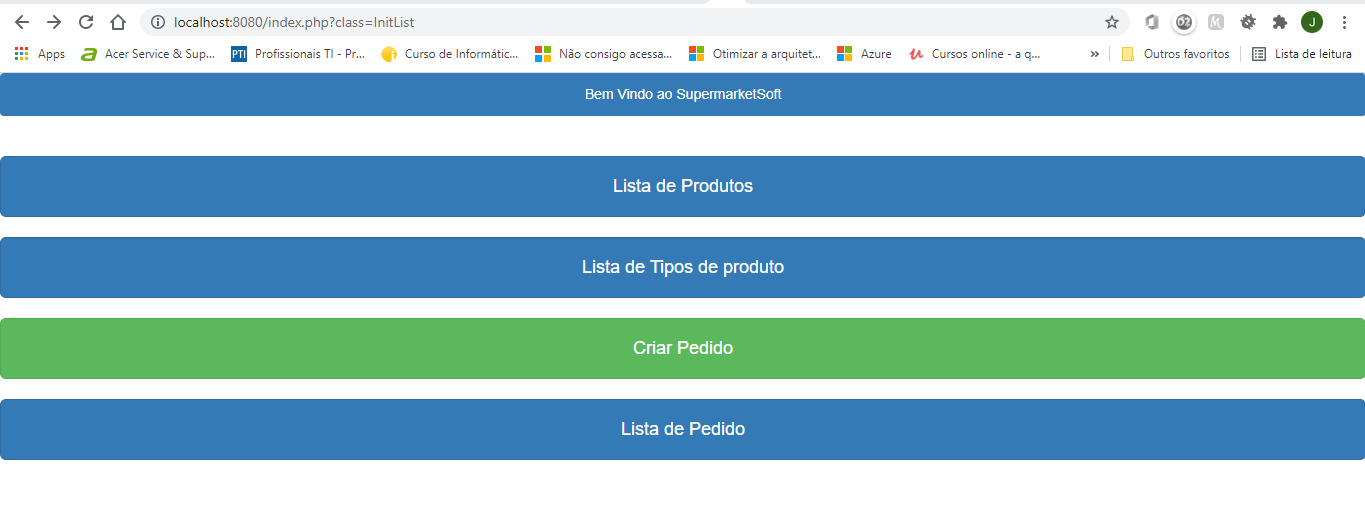 localhost:8080/index.php?class=InitList
Apps Acer Service & Sup... PTI Profissionais TI - Pr... Curso de Informátic... Não consigo acessa... Otimizar a arquitet... Azure Cursos online - a q... » Outros favoritos Lista de leitura
Bem Vindo ao SupermarketSoft
Lista de Produtos
Lista de Tipos de produto
Criar Pedido
Lista de Pedido